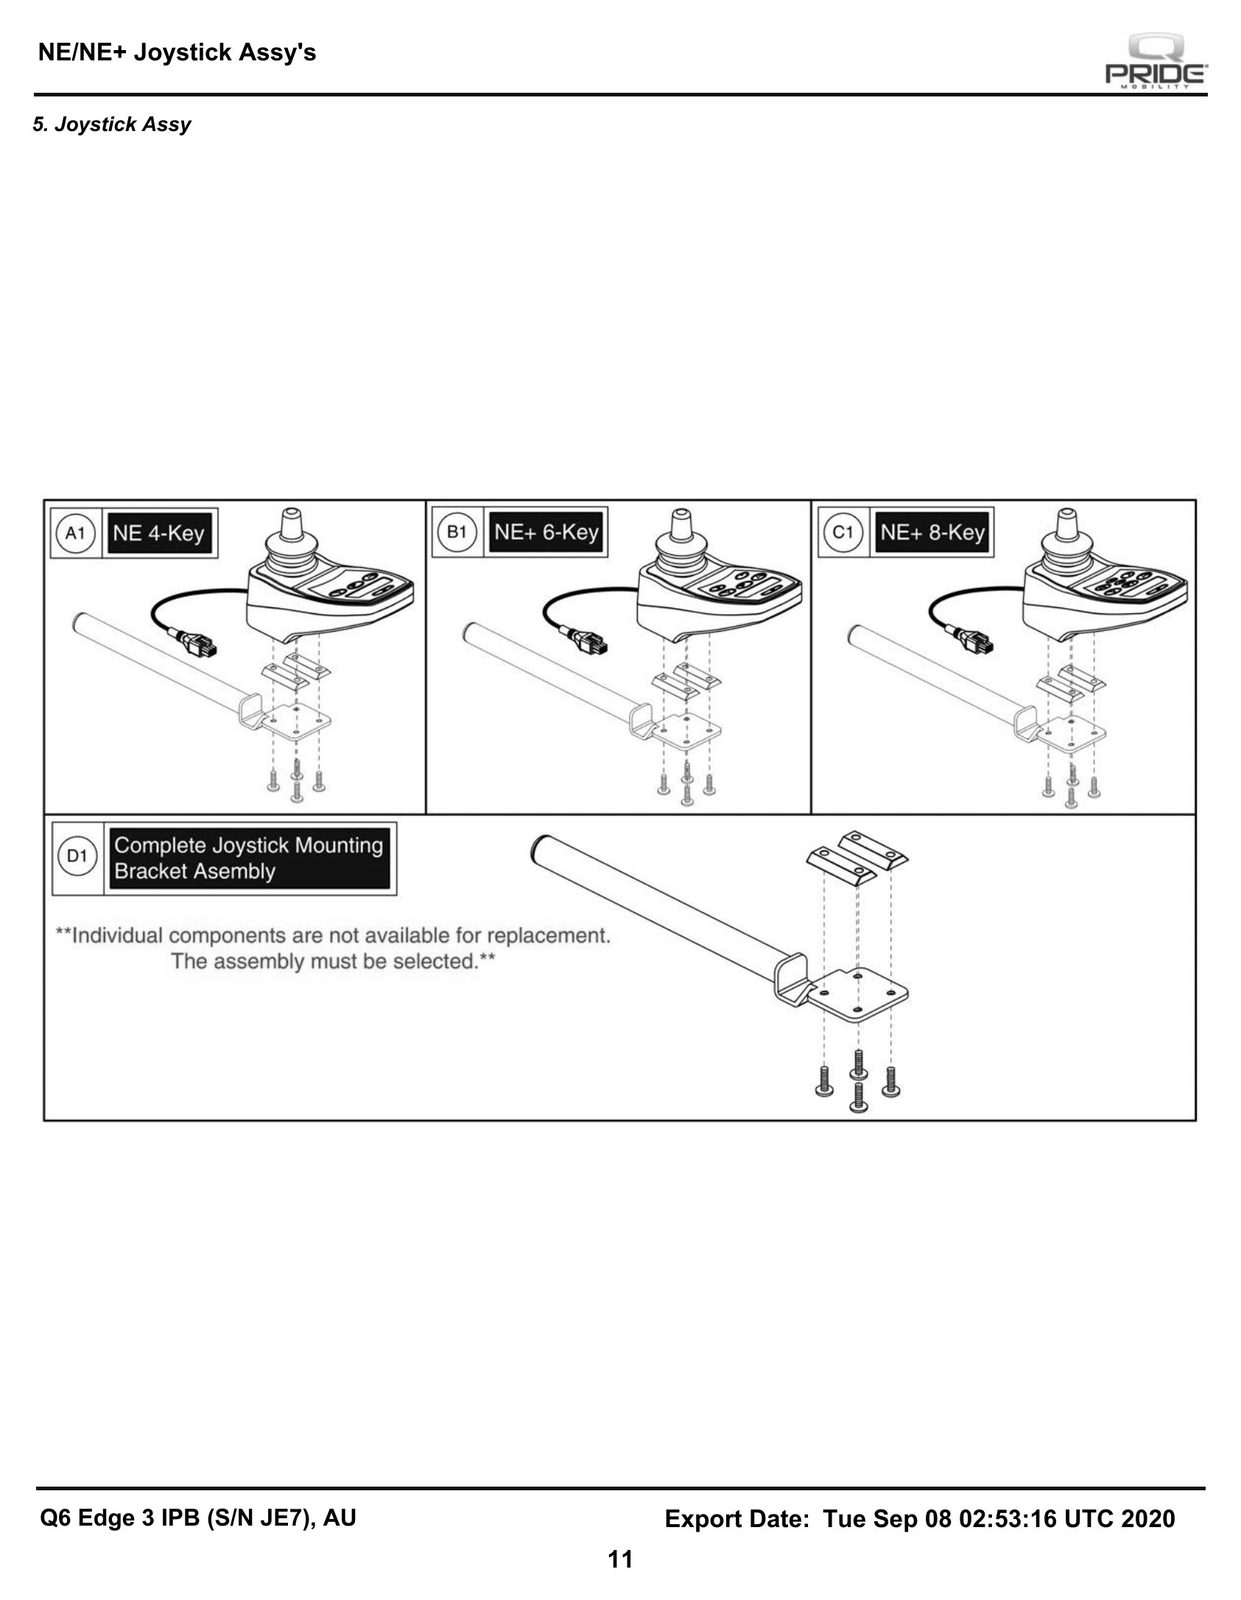 NE/NE+ Joystick Assy's
Q
PRIDE®
MOBILITY
5. Joystick Assy
A1 NE 4-Key
B1 NE+ 6-Key
C1 NE+ 8-Key
D1
Complete Joystick Mounting
Bracket Asembly
**Individual components are not available for replacement.
The assembly must be selected.**
Q6 Edge 3 IPB (S/N JE7), AU
Export Date: Tue Sep 08 02:53:16 UTC 2020
11